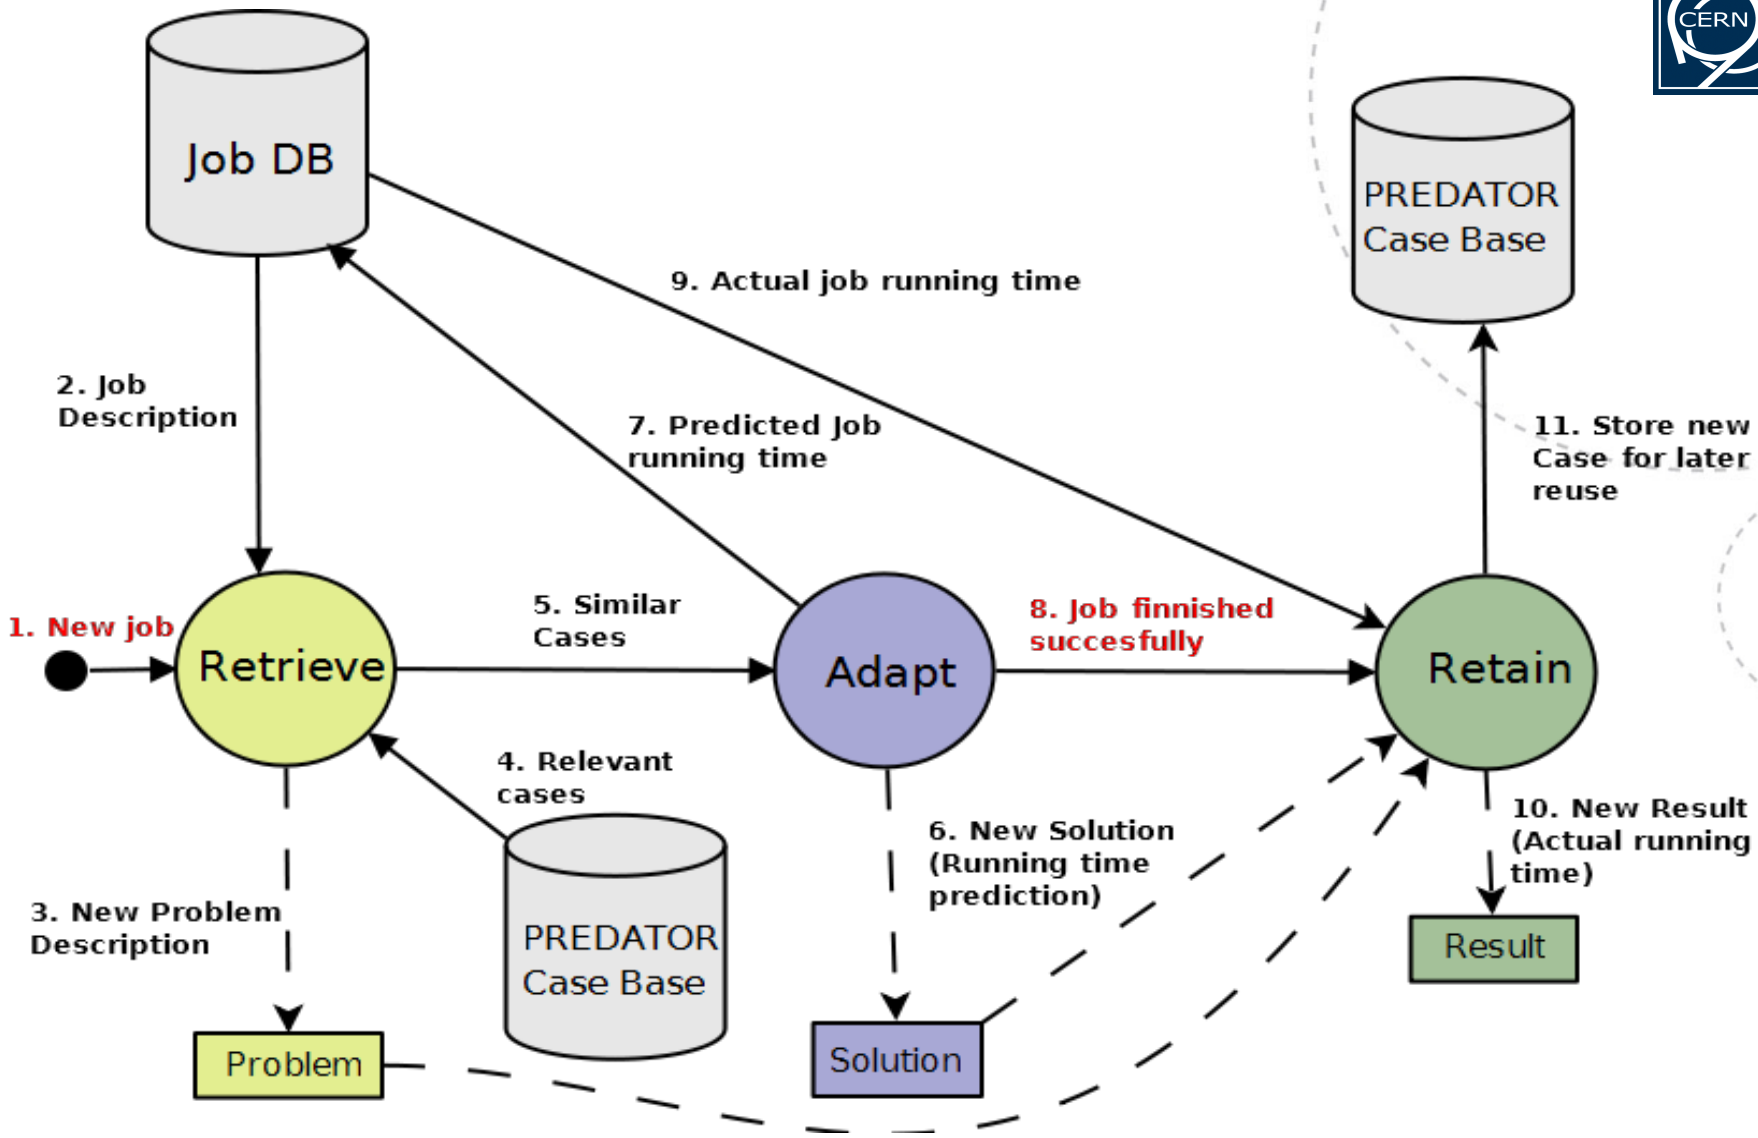 CERN
Job DB
PREDATOR
Case Base
9. Actual job running time
2. Job
Description
7. Predicted Job
running time
11. Store new
Case for later
reuse
1. New job
5. Similar
Cases
8. Job finnished
succesfully
Retrieve
Adapt
Retain
4. Relevant
cases
6. New Solution
(Running time
prediction)
10. New Result
(Actual running
time)
3. New Problem
Description
PREDATOR
Case Base
Result
Problem
Solution